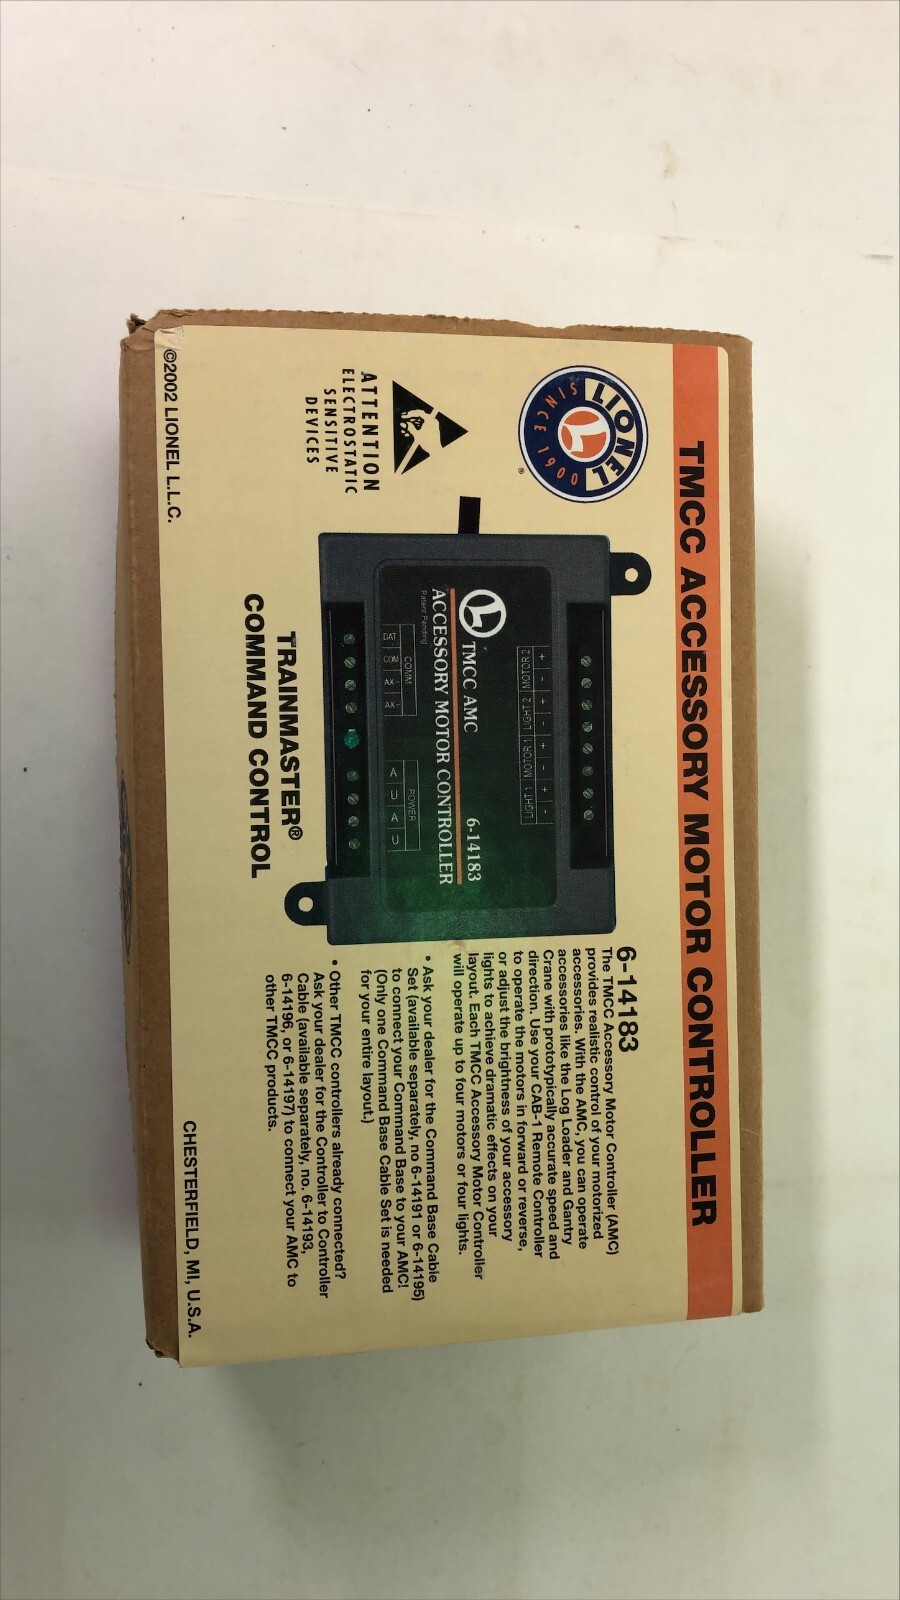 TMCC ACCESSORY MOTOR CONTROLLER
LIONEL
SINCE 1900
®
ATTENTION
ELECTROSTATIC
SENSITIVE
DEVICES
+ - + - + - + -
MOTOR 2 LIGHT 2 MOTOR 1 LIGHT 1
L TMCC AMC 6-14183
ACCESSORY MOTOR CONTROLLER
Patent Pending
COMM POWER
DAT COM AX- AX- A U A U
TRAINMASTER®
COMMAND CONTROL
6-14183
The TMCC Accessory Motor Controller (AMC)
provides realistic control of your motorized
accessories. With the AMC, you can operate
accessories like the Log Loader and Gantry
Crane with prototypically accurate speed and
direction. Use your CAB-1 Remote Controller
to operate the motors in forward or reverse,
or adjust the brightness of your accessory
lights to achieve dramatic effects on your
layout. Each TMCC Accessory Motor Controller
will operate up to four motors or four lights.
• Ask your dealer for the Command Base Cable
Set (available separately, no 6-14191 or 6-14195)
to connect your Command Base to your AMC!
(Only one Command Base Cable Set is needed
for your entire layout.)
• Other TMCC controllers already connected?
Ask your dealer for the Controller to Controller
Cable (available separately, no. 6-14193,
6-14196, or 6-14197) to connect your AMC to
other TMCC products.
©2002 LIONEL L.L.C.
CHESTERFIELD, MI, U.S.A.